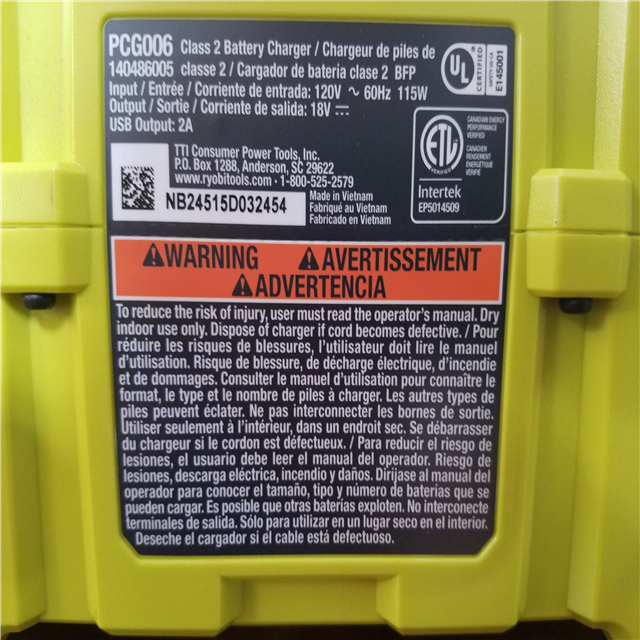 PCG006 Class 2 Battery Charger / Chargeur de piles de
140486005 classe 2 / Cargador de bateria clase 2 BFP
Input / Entrée / Corriente de entrada: 120V ~ 60Hz 115W
Output / Sortie / Corriente de salida: 18V ⎓
USB Output: 2A
UL
CERTIFIED
SAFETY US-CA
E145001
TTI Consumer Power Tools, Inc.
P.O. Box 1288, Anderson, SC 29622
www.ryobitools.com · 1-800-525-2579
Made in Vietnam
Fabriqué au Vietnam
Fabricado en Vietnam
NB24515D032454
ETL
VERIFIED
CANADIAN ENERGY
PERFORMANCE
VERIFIED
CANADIEN
RENDEMENT
ÉNERGÉTIQUE
VÉRIFIÉ
Intertek
EP5014509
WARNING AVERTISSEMENT
ADVERTENCIA
To reduce the risk of injury, user must read the operator's manual. Dry
indoor use only. Dispose of charger if cord becomes defective. / Pour
réduire les risques de blessures, l'utilisateur doit lire le manuel
d'utilisation. Risque de blessure, de décharge électrique, d'incendie
et de dommages. Consulter le manuel d'utilisation pour connaître le
format, le type et le nombre de piles à charger. Les autres types de
piles peuvent éclater. Ne pas interconnecter les bornes de sortie.
Utiliser seulement à l'intérieur, dans un endroit sec. Se débarrasser
du chargeur si le cordon est défectueux. / Para reducir el riesgo de
lesiones, el usuario debe leer el manual del operador. Riesgo de
lesiones, descarga eléctrica, incendio y daños. Diríjase al manual del
operador para conocer el tamaño, tipo y número de baterías que se
pueden cargar. Es posible que otras baterías exploten. No interconecte
terminales de salida. Sólo para utilizar en un lugar seco en el interior.
Deseche el cargador si el cable está defectuoso.